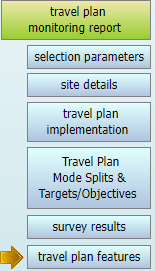 travel plan
monitoring report
selection parameters
site details
travel plan
implementation
Travel Plan
Mode Splits &
Targets/Objectives
survey results
travel plan features